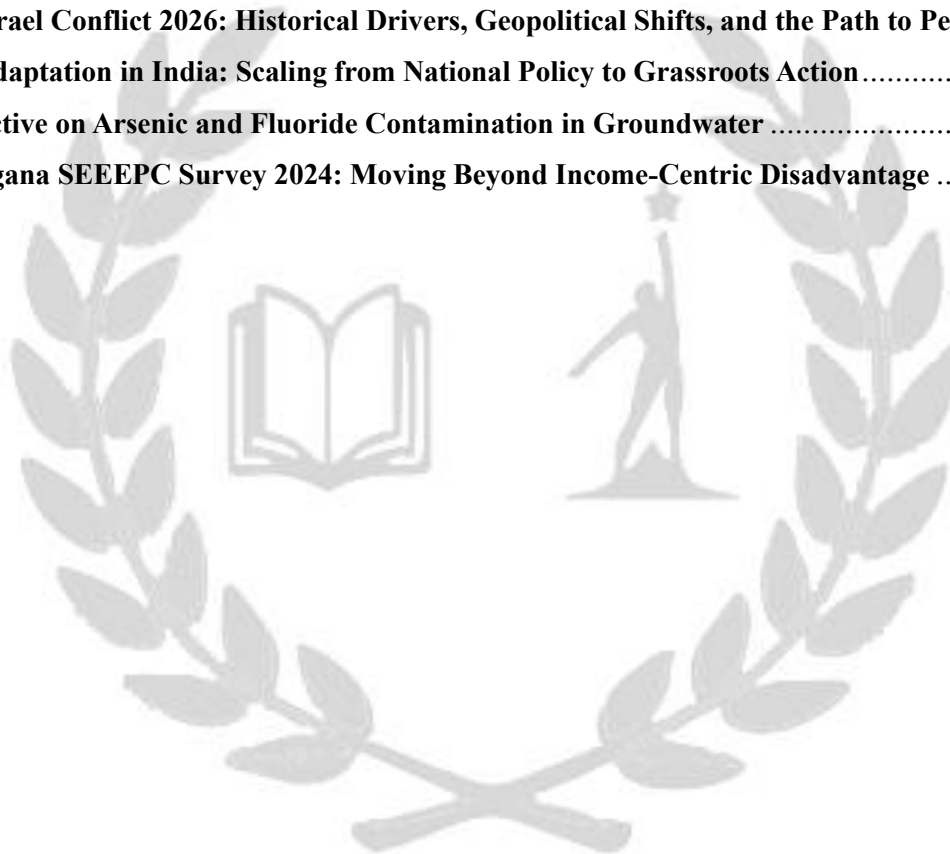 rael Conflict 2026: Historical Drivers, Geopolitical Shifts, and the Path to Pe
daptation in India: Scaling from National Policy to Grassroots Action....................
ctive on Arsenic and Fluoride Contamination in Groundwater ....................
gana SEEEPC Survey 2024: Moving Beyond Income-Centric Disadvantage ..